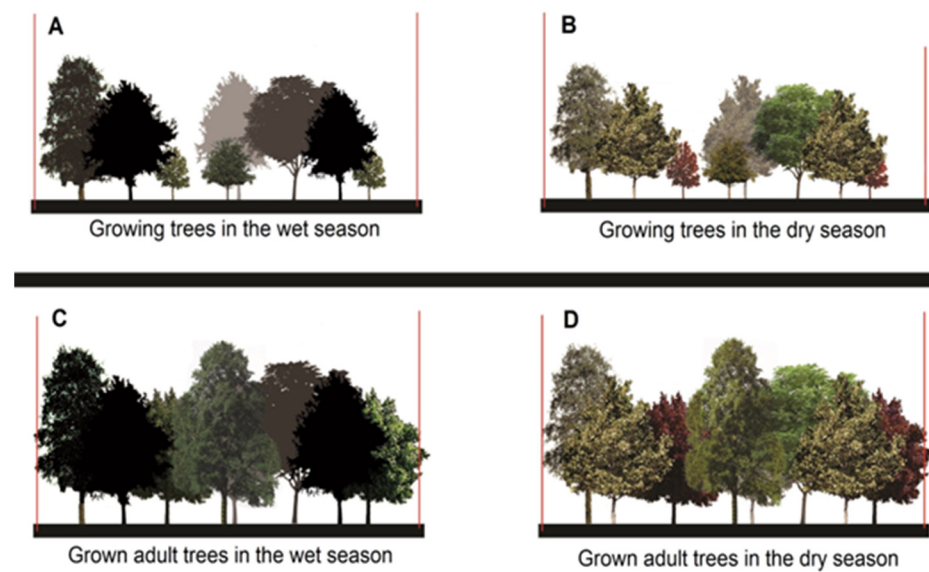 A
B
Growing trees in the wet season
Growing trees in the dry season
C
D
Grown adult trees in the wet season
Grown adult trees in the dry season